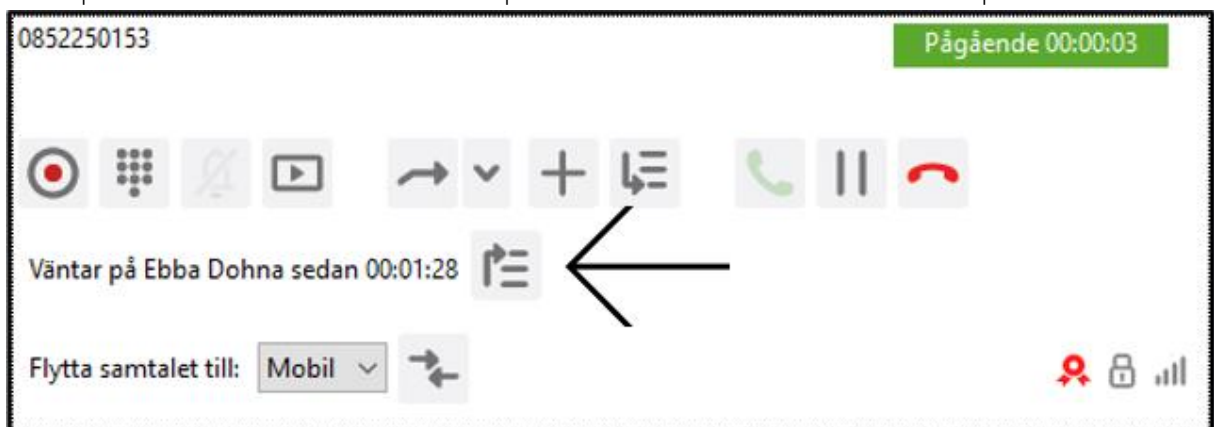 0852250153
Pågående 00:00:03
Väntar på Ebba Dohna sedan 00:01:28
Flytta samtalet till: Mobil